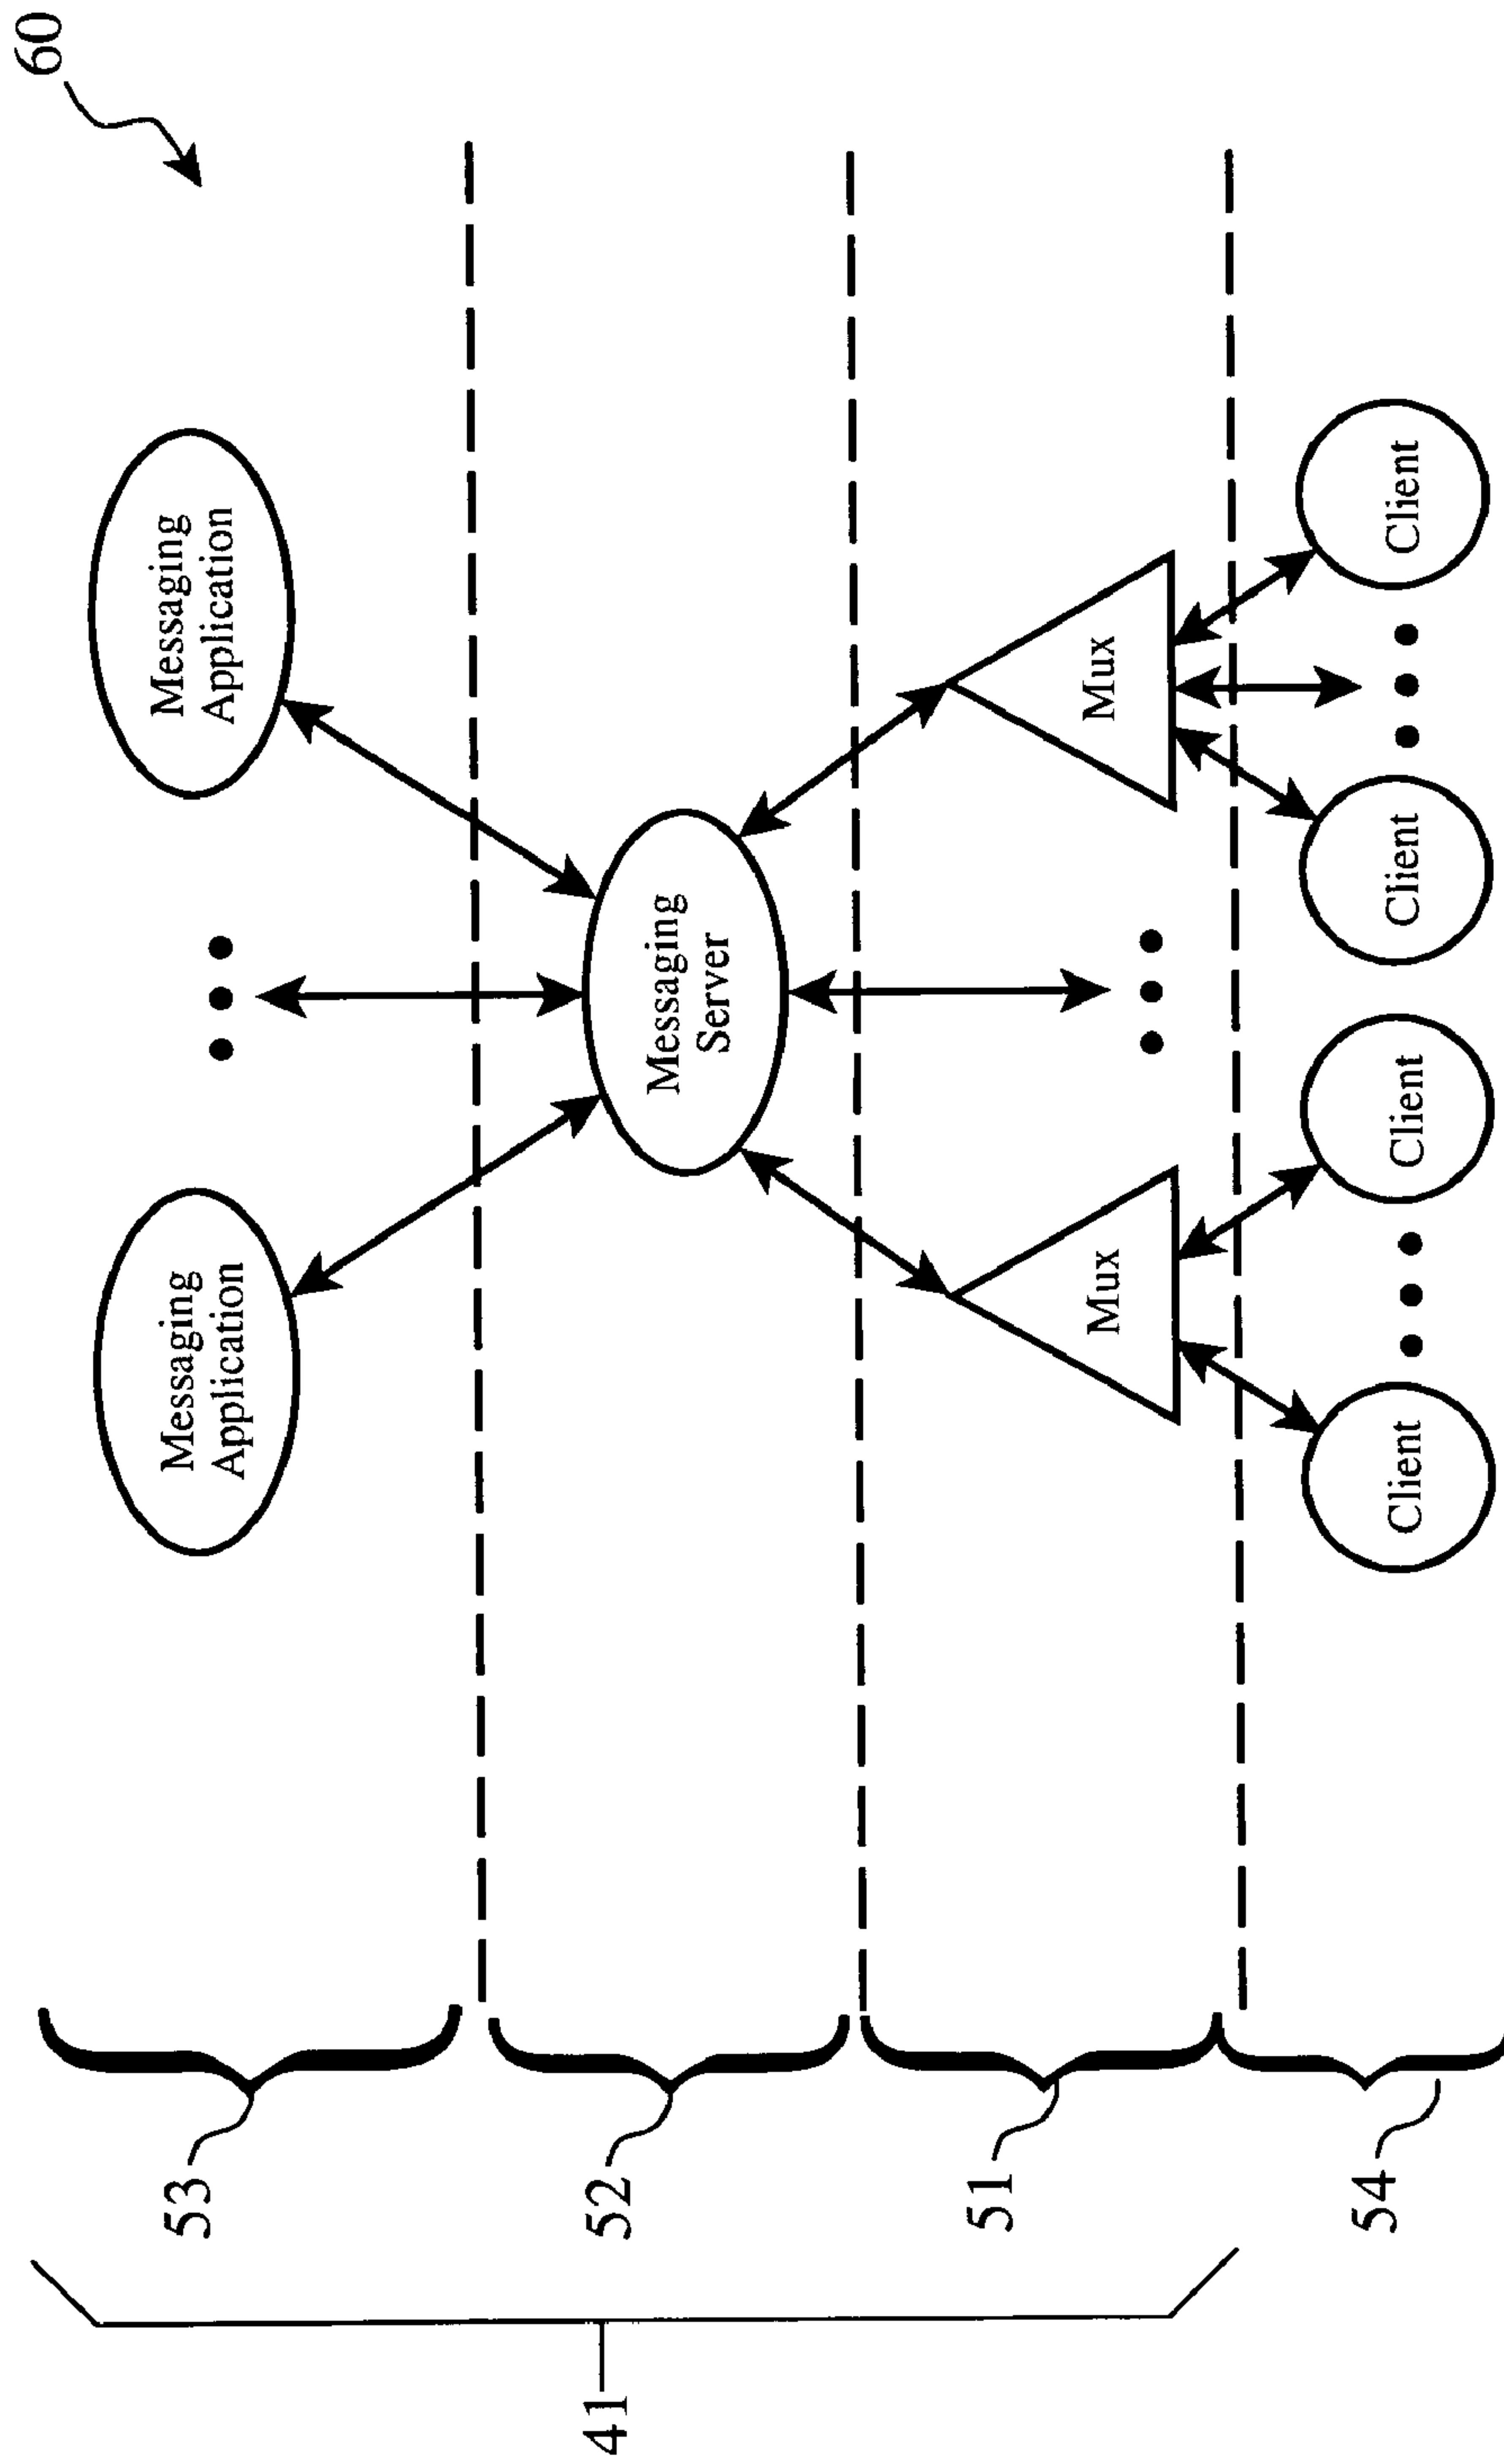 60
53
Messaging
Application
Messaging
Application
52
Messaging
Server
41
51
Mux
Mux
54
Client
Client
Client
Client